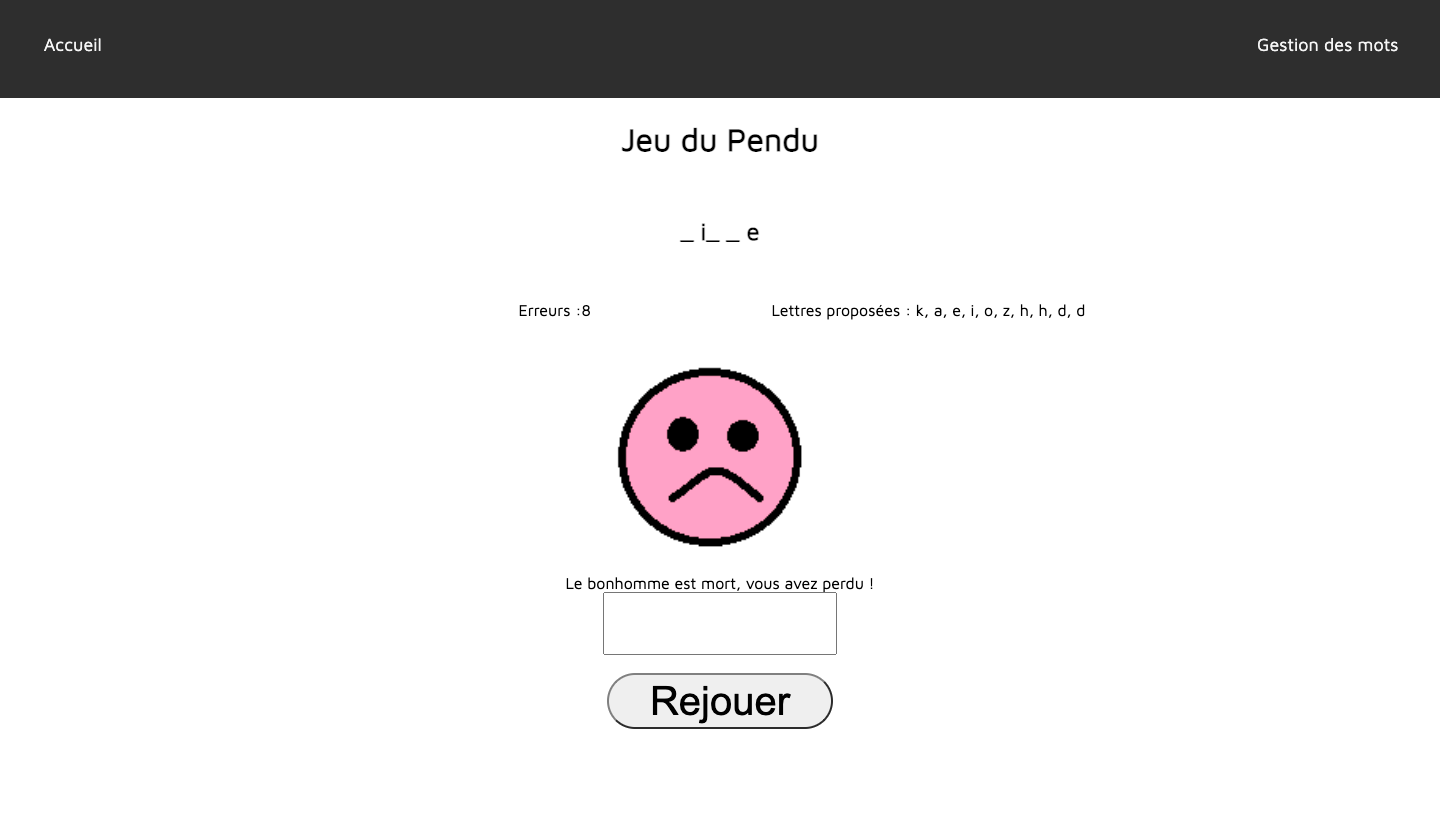 Accueil
Gestion des mots
Jeu du Pendu
_ i_ _ e
Erreurs :8
Lettres proposées : k, a, e, i, o, z, h, h, d, d
Le bonhomme est mort, vous avez perdu !
Rejouer